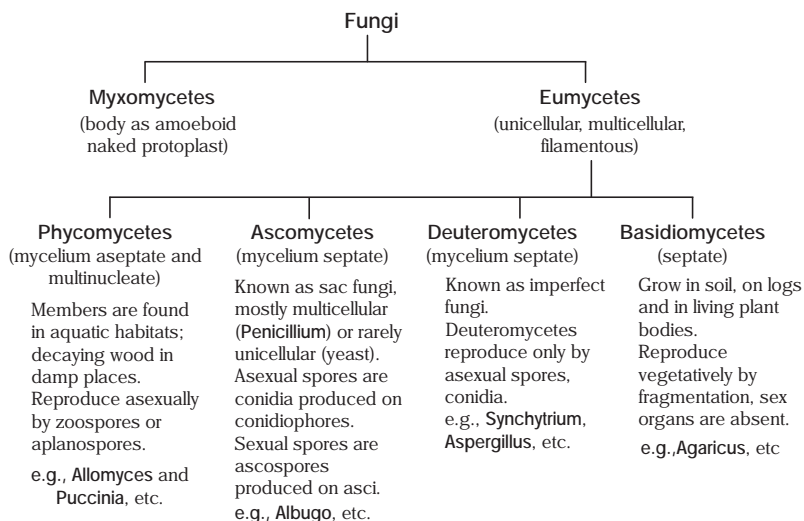 Fungi
Myxomycetes
(body as amoeboid
naked protoplast)
Eumycetes
(unicellular, multicellular,
filamentous)
Phycomycetes
(mycelium aseptate and
multinucleate)
Members are found
in aquatic habitats;
decaying wood in
damp places.
Reproduce asexually
by zoospores or
aplanospores.
e.g., Allomyces and
Puccinia, etc.
Ascomycetes
(mycelium septate)
Known as sac fungi,
mostly multicellular
(Penicillium) or rarely
unicellular (yeast).
Asexual spores are
conidia produced on
conidiophores.
Sexual spores are
ascospores
produced on asci.
e.g., Albugo, etc.
Deuteromycetes
(mycelium septate)
Known as imperfect
fungi.
Deuteromycetes
reproduce only by
asexual spores,
conidia.
e.g., Synchytrium,
Aspergillus, etc.
Basidiomycetes
(septate)
Grow in soil, on logs
and in living plant
bodies.
Reproduce
vegetatively by
fragmentation, sex
organs are absent.
e.g.,Agaricus, etc